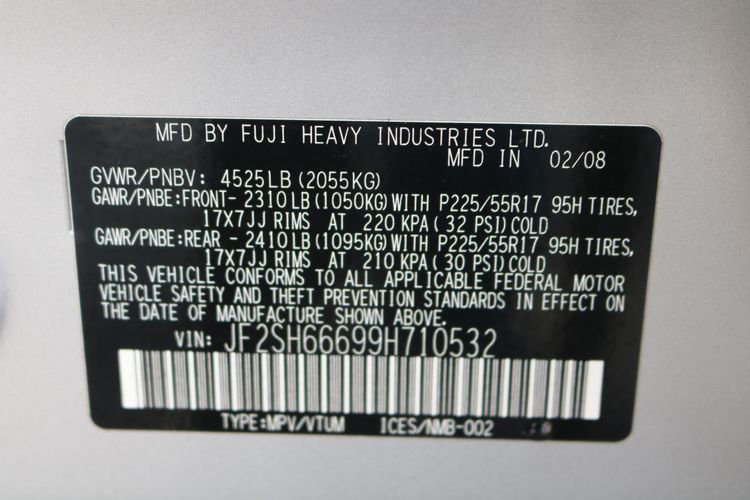 MFD BY FUJI HEAVY INDUSTRIES LTD.
MFD IN 02/08
GVWR/PNBV: 4525LB (2055KG)
GAWR/PNBE:FRONT- 2310 LB (1050KG) WITH P225/55R17 95H TIRES,
17X7JJ RIMS AT 220 KPA ( 32 PSI) COLD
GAWR/PNBE:REAR - 2410 LB (1095KG) WITH P225/55R17 95H TIRES,
17X7JJ RIMS AT 210 KPA ( 30 PSI) COLD
THIS VEHICLE CONFORMS TO ALL APPLICABLE FEDERAL MOTOR
VEHICLE SAFETY AND THEFT PREVENTION STANDARDS IN EFFECT ON
THE DATE OF MANUFACTURE SHOWN ABOVE.
VIN: JF2SH66699H710532
TYPE:MPV/VTUM ICES/NMB-002